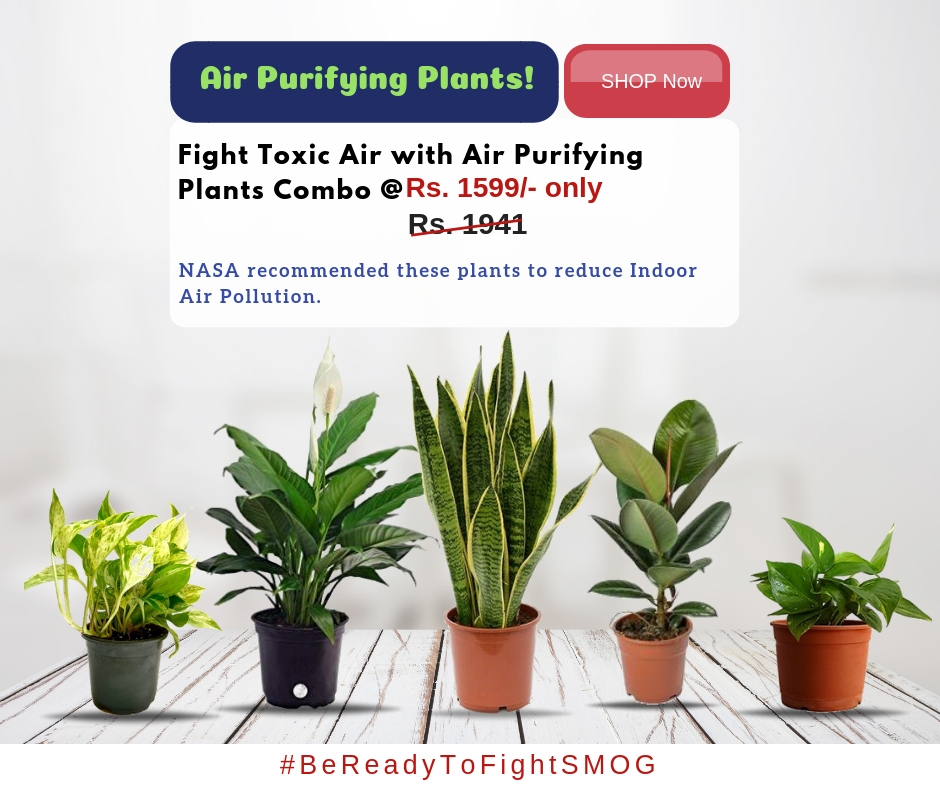 Air Purifying Plants!
SHOP Now
Fight Toxic Air with Air Purifying
Plants Combo @Rs. 1599/- only
Rs. 1941
NASA recommended these plants to reduce Indoor
Air Pollution.
#BeReadyToFightSMOG